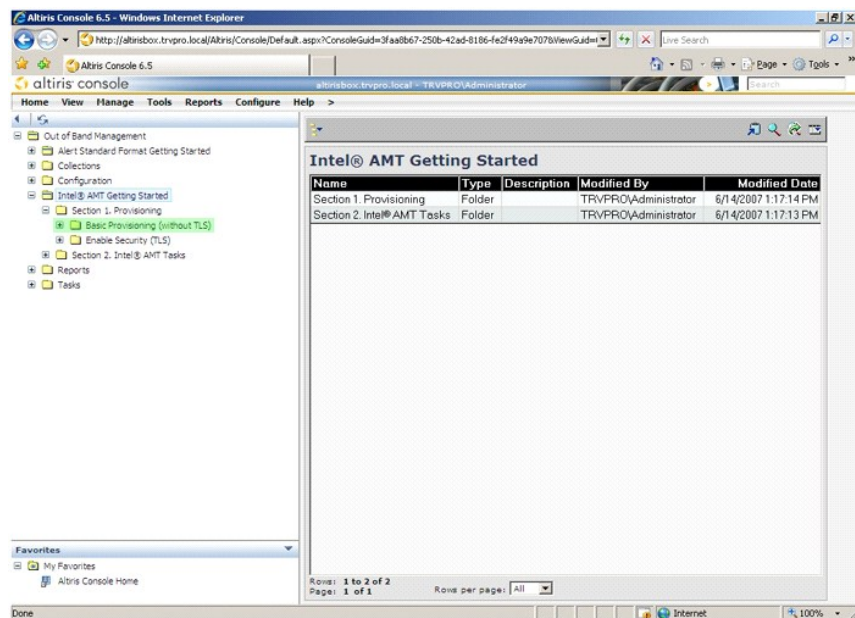 Altiris Console 6.5 - Windows Internet Explorer
http://altirisbox.trvpro.local/Altiris/Console/Default.aspx?ConsoleGuid=3faa8b67-250b-42ad-8186-fe2f49a9e707&ViewGuid=
Live Search
Altiris Console 6.5
Page
Tools
altiris console
altirisbox.trvpro.local - TRVPRO\Administrator
Search
Home View Manage Tools Reports Configure Help >
Out of Band Management
Alert Standard Format Getting Started
Collections
Configuration
Intel® AMT Getting Started
Section 1. Provisioning
Basic Provisioning (without TLS)
Enable Security (TLS)
Section 2. Intel® AMT Tasks
Reports
Tasks
Intel® AMT Getting Started
Name Type Description Modified By Modified Date
Section 1. Provisioning Folder TRVPRO\Administrator 6/14/2007 1:17:14 PM
Section 2. Intel® AMT Tasks Folder TRVPRO\Administrator 6/14/2007 1:17:13 PM
Favorites
My Favorites
Altiris Console Home
Rows: 1 to 2 of 2
Page: 1 of 1
Rows per page: All
Done
Internet
100%